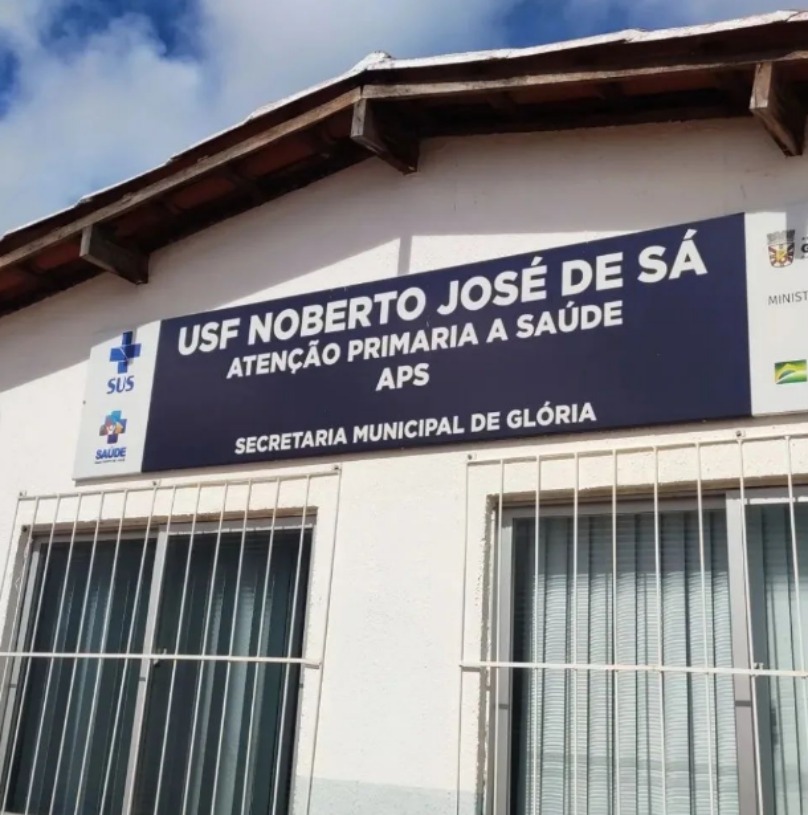 USF NOBERTO JOSÉ DE SÁ
ATENÇÃO PRIMARIA A SAÚDE
APS
SECRETARIA MUNICIPAL DE GLÓRIA
SUS
SAÚDE